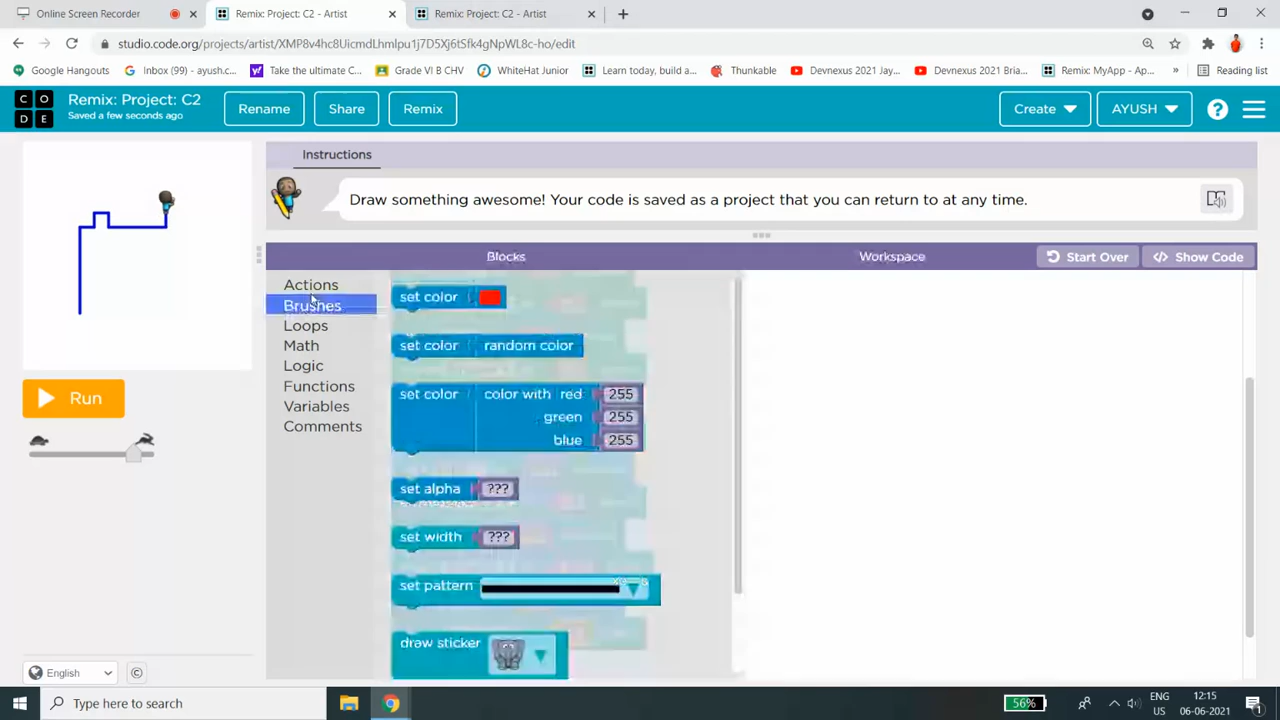 Online Screen Recorder
Remix: Project: C2 - Artist
Remix: Project: C2 - Artist
studio.code.org/projects/artist/XMP8v4hc8UicmdLhmlpu1j7D5Xj6tSfk4gNpWL8c-ho/edit
Google Hangouts
Inbox (99) - ayush.c...
Take the ultimate C...
Grade VI B CHV
WhiteHat Junior
Learn today, build a...
Thunkable
Devnexus 2021 Jay...
Devnexus 2021 Bria...
Remix: MyApp - Ap...
»
Reading list
CODE
Remix: Project: C2
Saved a few seconds ago
Rename
Share
Remix
Create
AYUSH
?
Instructions
Draw something awesome! Your code is saved as a project that you can return to at any time.
Blocks
Workspace
Start Over
</> Show Code
Actions
Brushes
Loops
Math
Logic
Functions
Variables
Comments
set color
set color random color
set color color with red 255
green 255
blue 255
set alpha ???
set width ???
set pattern
draw sticker
Run
English
©
Type here to search
56%
ENG
US
12:15
06-06-2021
1